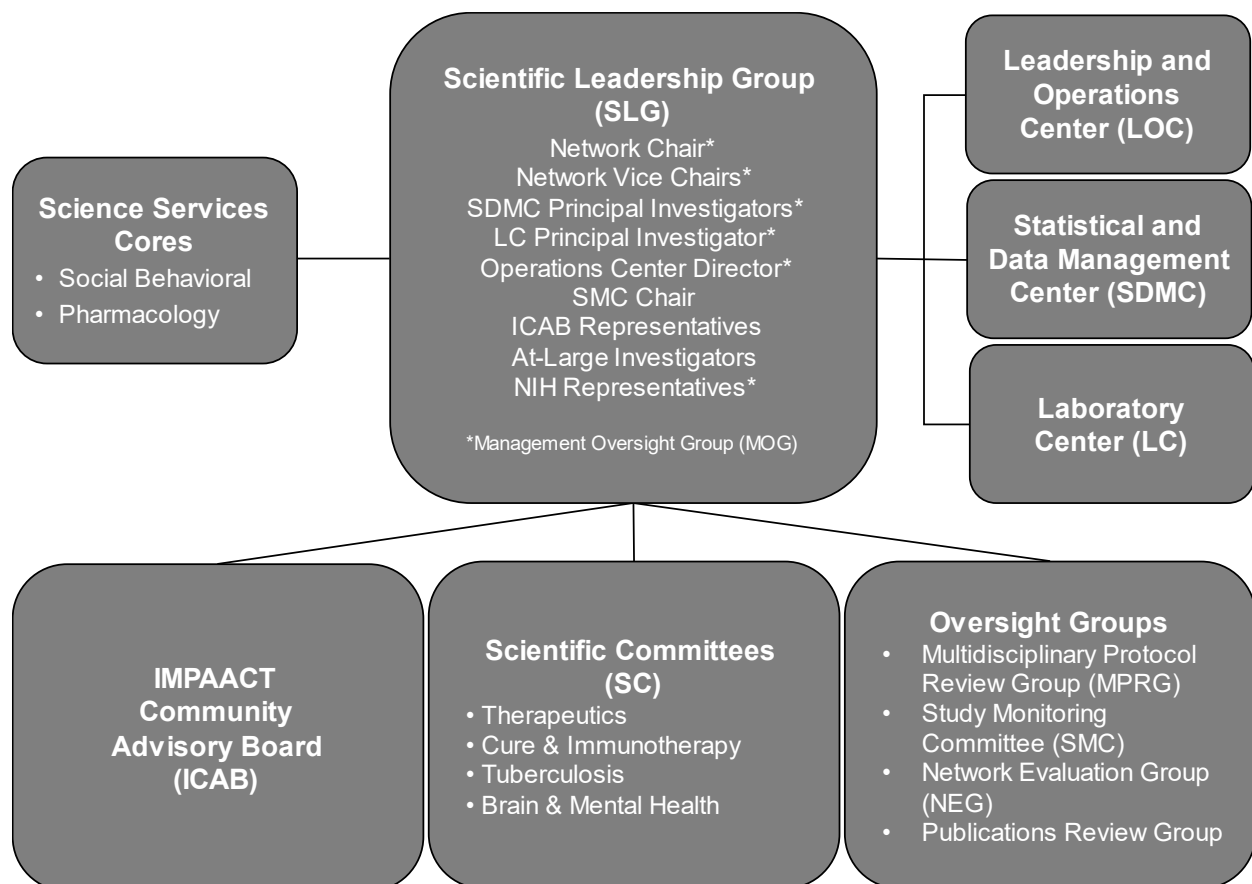 Scientific Leadership Group
(SLG)
Network Chair*
Network Vice Chairs*
SDMC Principal Investigators*
LC Principal Investigator*
Operations Center Director*
SMC Chair
ICAB Representatives
At-Large Investigators
NIH Representatives*
*Management Oversight Group (MOG)
Science Services
Cores
• Social Behavioral
• Pharmacology
Leadership and
Operations
Center (LOC)
Statistical and
Data Management
Center (SDMC)
Laboratory
Center (LC)
IMPAACT
Community
Advisory Board
(ICAB)
Scientific Committees
(SC)
• Therapeutics
• Cure & Immunotherapy
• Tuberculosis
• Brain & Mental Health
Oversight Groups
• Multidisciplinary Protocol
Review Group (MPRG)
• Study Monitoring
Committee (SMC)
• Network Evaluation Group
(NEG)
• Publications Review Group